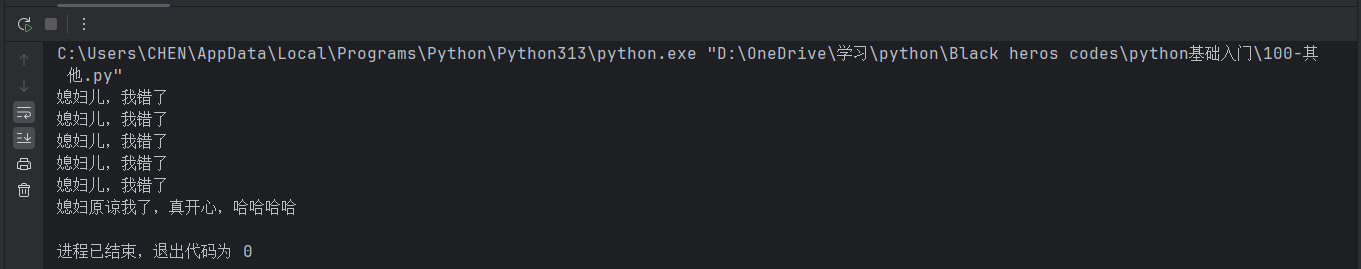 C:\Users\CHEN\AppData\Local\Programs\Python\Python313\python.exe "D:\OneDrive\学习\python\Black heros codes\python基础入门\100-其
他.py"
媳妇儿，我错了
媳妇儿，我错了
媳妇儿，我错了
媳妇儿，我错了
媳妇儿，我错了
媳妇原谅我了，真开心，哈哈哈哈
进程已结束，退出代码为 0